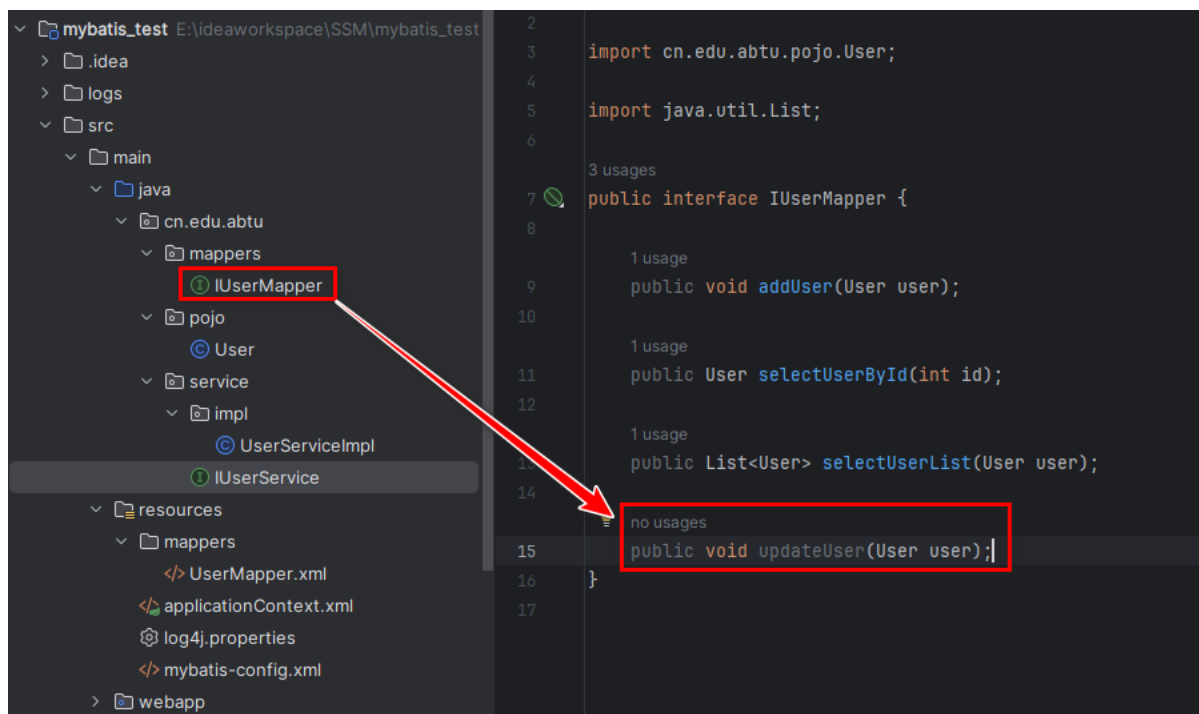 mybatis_test E:\ideaworkspace\SSM\mybatis_test
.idea
logs
src
main
java
cn.edu.abtu
mappers
IUserMapper
pojo
User
service
impl
UserServiceImpl
IUserService
resources
mappers
UserMapper.xml
applicationContext.xml
log4j.properties
mybatis-config.xml
webapp
2
3 import cn.edu.abtu.pojo.User;
4
5 import java.util.List;
6
3 usages
7 public interface IUserMapper {
8
1 usage
9 public void addUser(User user);
10
1 usage
11 public User selectUserById(int id);
12
1 usage
13 public List<User> selectUserList(User user);
14
no usages
15 public void updateUser(User user);
16 }
17